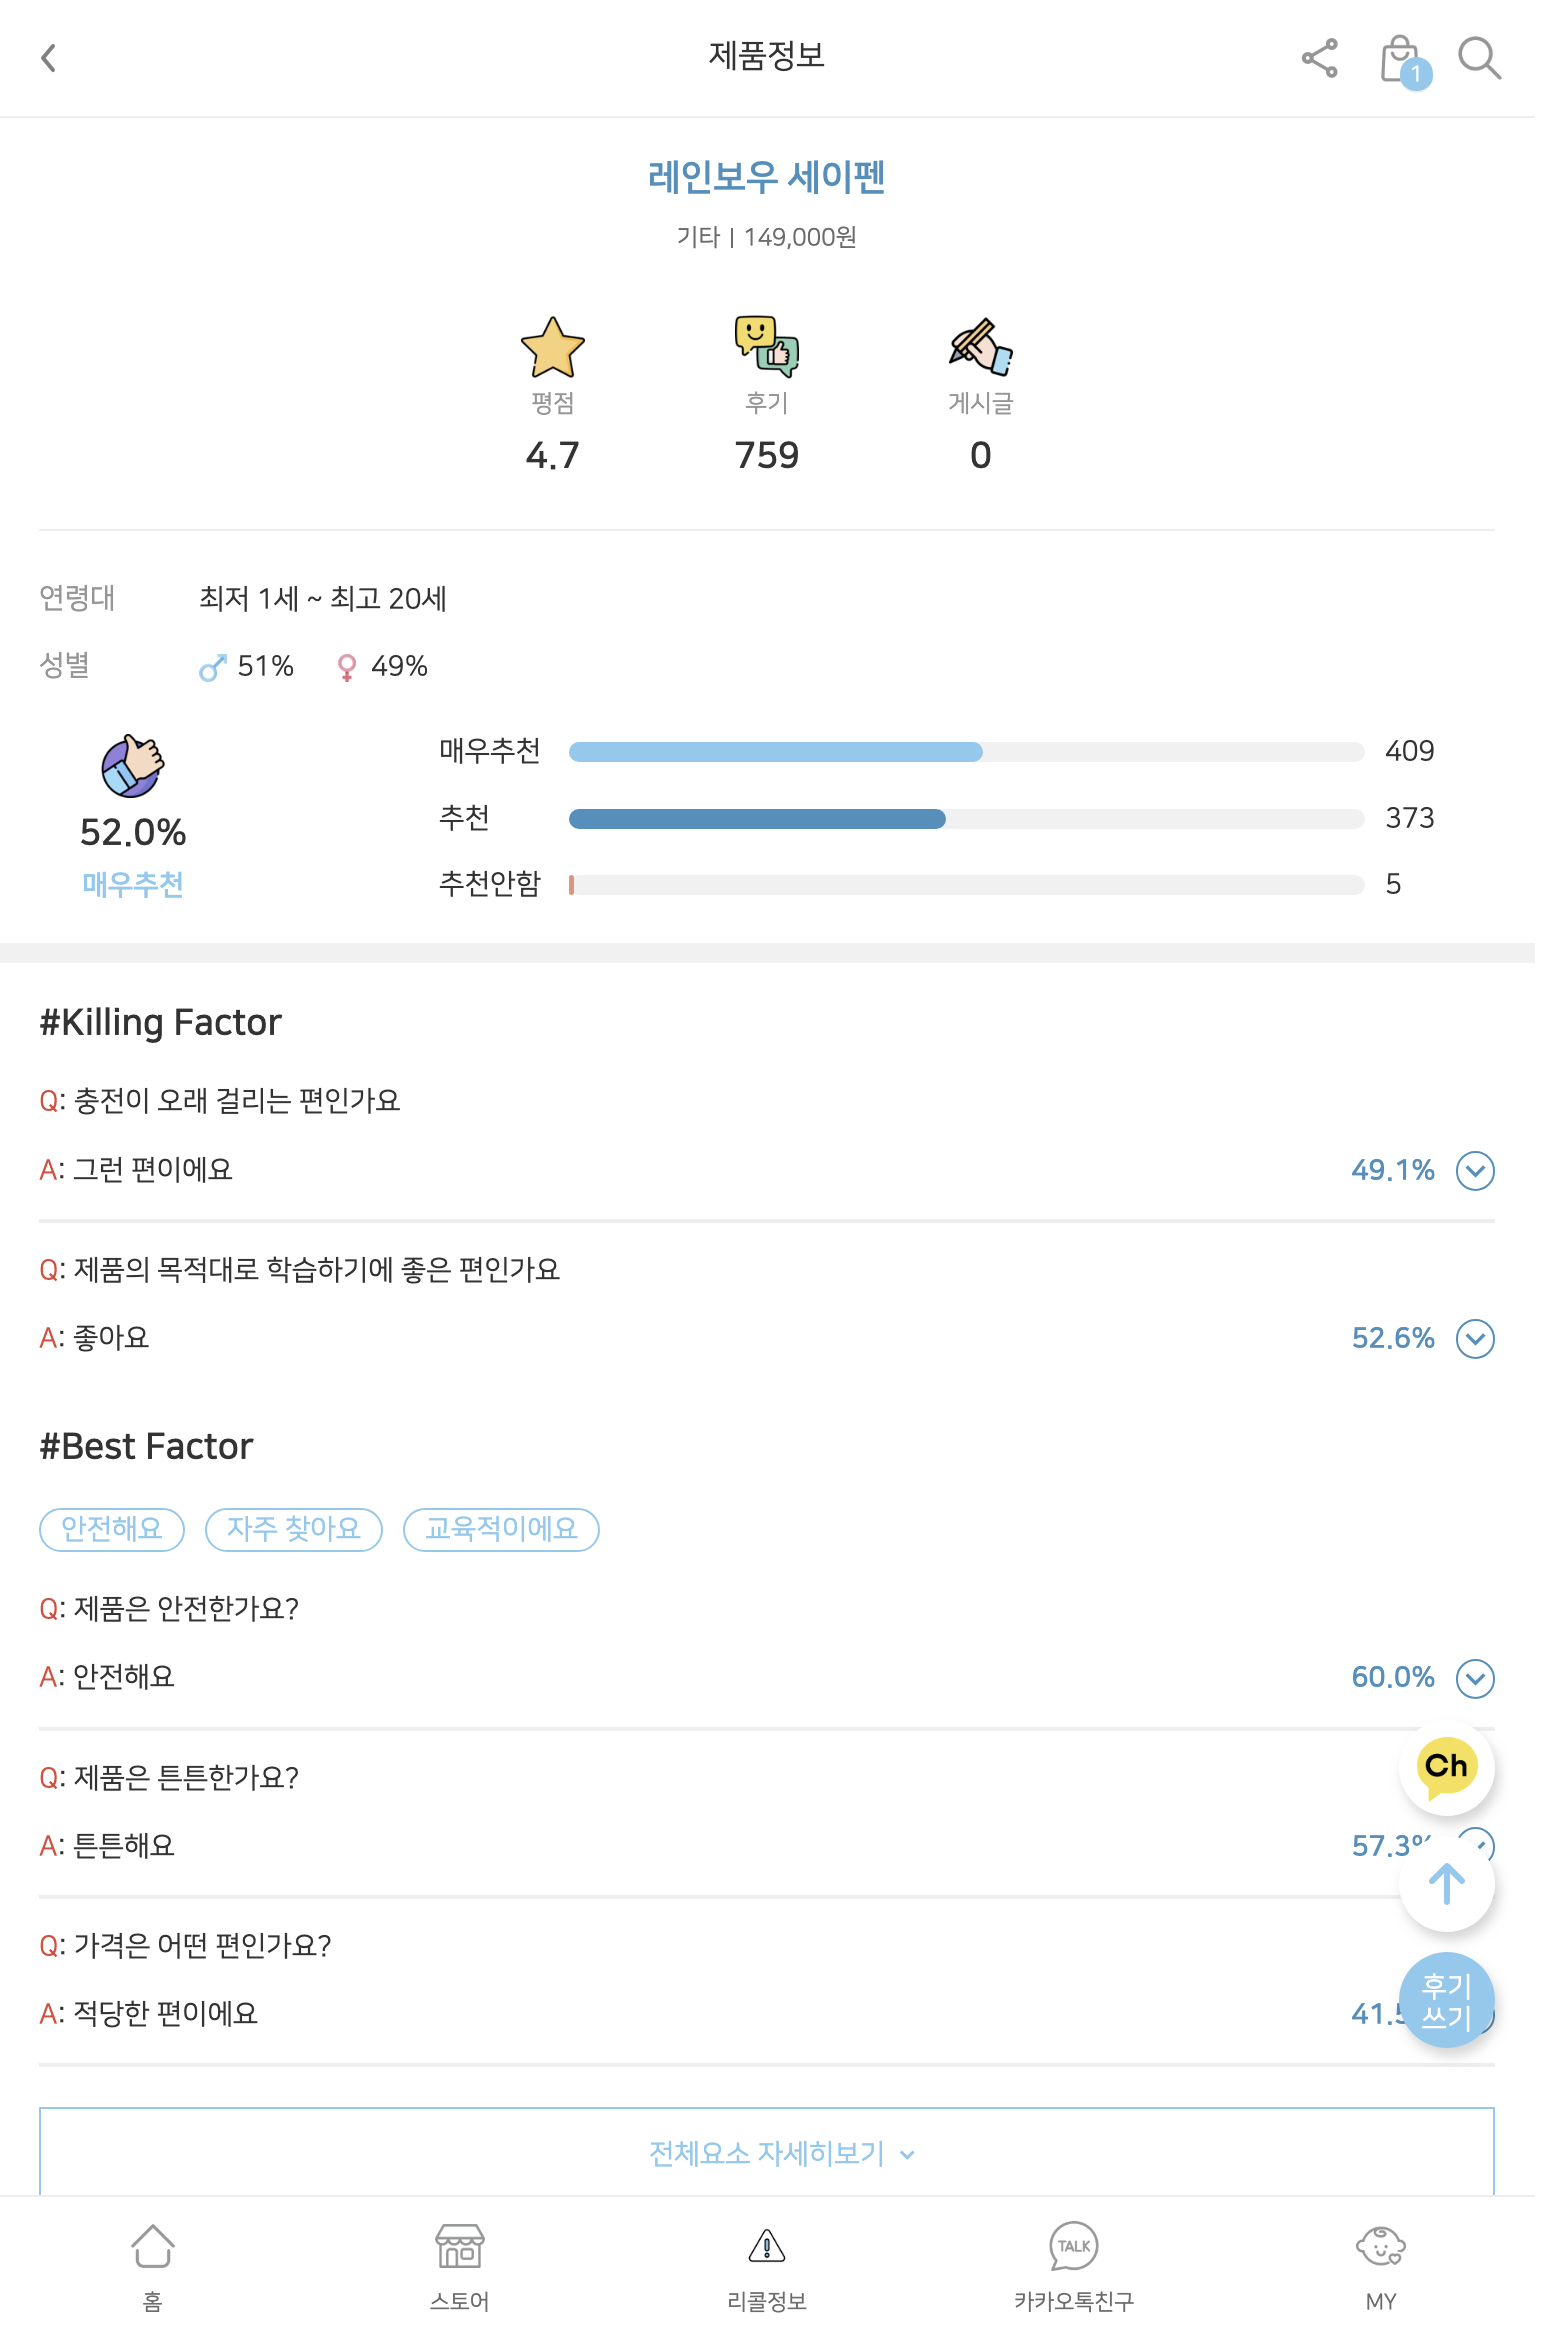 제품정보
1
레인보우 세이펜
기타 | 149,000원
평점 후기 게시글
4.7 759 0
연령대 최저 1세 ~ 최고 20세
성별 51% 49%
매우추천 409
추천 373
추천안함 5
52.0%
매우추천
#Killing Factor
Q: 충전이 오래 걸리는 편인가요
A: 그런 편이에요 49.1%
Q: 제품의 목적대로 학습하기에 좋은 편인가요
A: 좋아요 52.6%
#Best Factor
안전해요 자주 찾아요 교육적이에요
Q: 제품은 안전한가요?
A: 안전해요 60.0%
Q: 제품은 튼튼한가요?
Ch
A: 튼튼해요 57.3%
Q: 가격은 어떤 편인가요?
A: 적당한 편이에요
후기
쓰기
전체요소 자세히보기
TALK
홈 스토어 리콜정보 카카오톡친구 MY